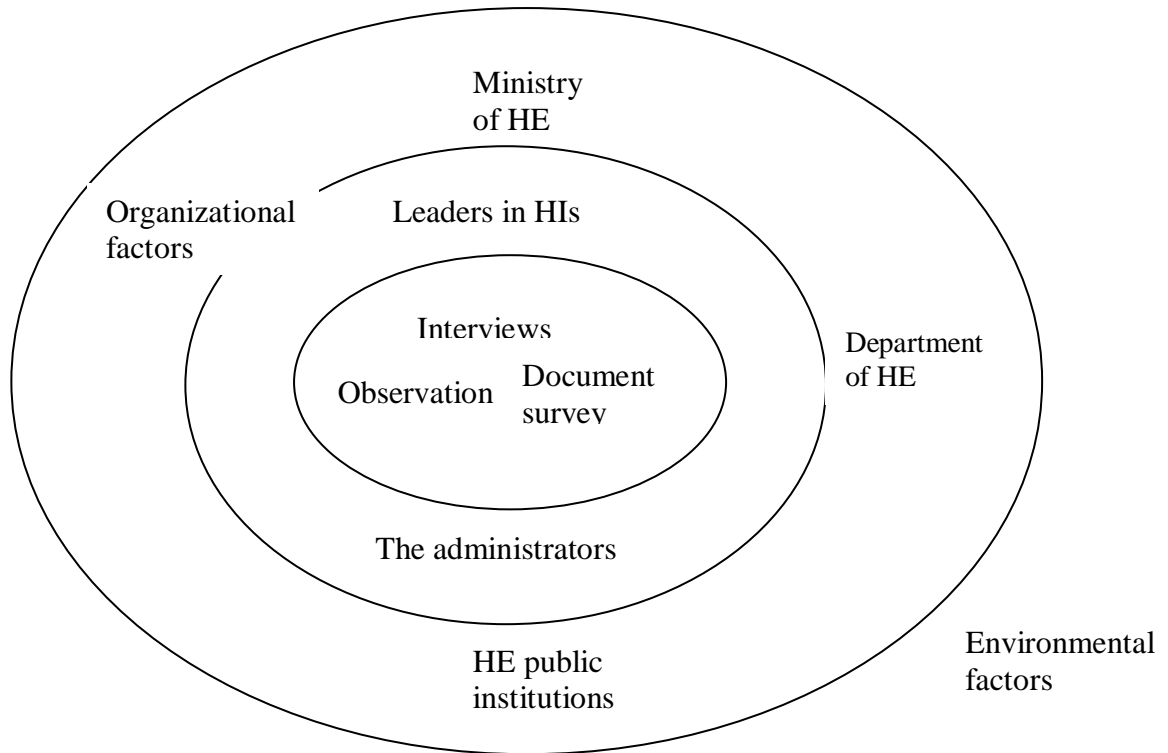 Ministry
of HE
Organizational
factors
Leaders in HIs
Interviews
Observation
Document
survey
Department
of HE
The administrators
HE public
institutions
Environmental
factors